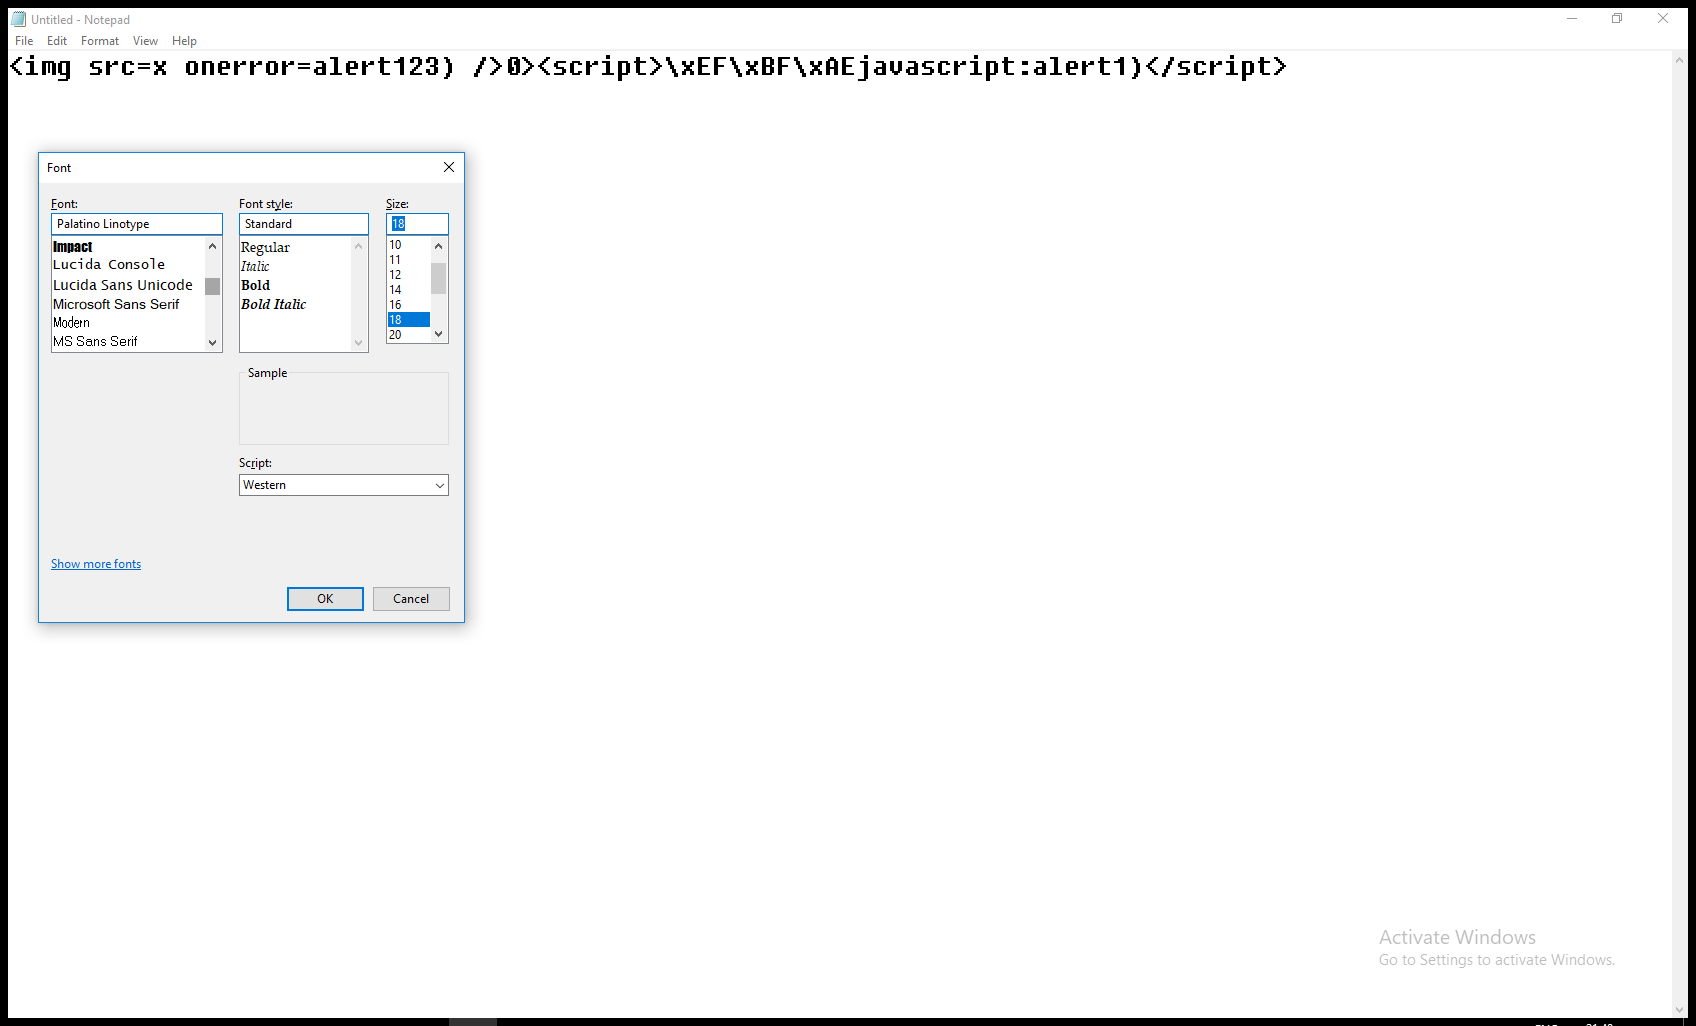 Untitled - Notepad
File Edit Format View Help
<img src=x onerror=alert123) />0><script>\xEF\xBF\xAEjavascript:alert1)</script>
Font
Font: Font style: Size:
Palatino Linotype Standard 18
Impact
Lucida Console
Lucida Sans Unicode
Microsoft Sans Serif
Modern
MS Sans Serif
Regular
Italic
Bold
Bold Italic
10
11
12
14
16
18
20
Sample
Script:
Western
Show more fonts
OK Cancel
Activate Windows
Go to Settings to activate Windows.